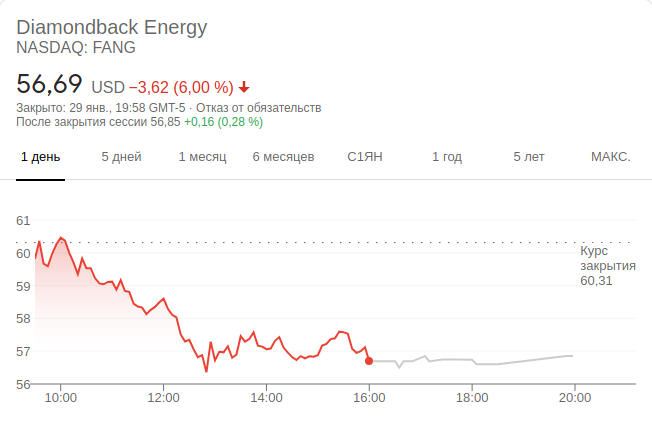 Diamondback Energy
NASDAQ: FANG
56,69 USD −3,62 (6,00 %)
Закрыто: 29 янв., 19:58 GMT-5 · Отказ от обязательств
После закрытия сессии 56,85 +0,16 (0,28 %)
1 день 5 дней 1 месяц 6 месяцев С1ЯН 1 год 5 лет МАКС.
61
60
59
58
57
56
Курс
закрытия
60,31
10:00 12:00 14:00 16:00 18:00 20:00